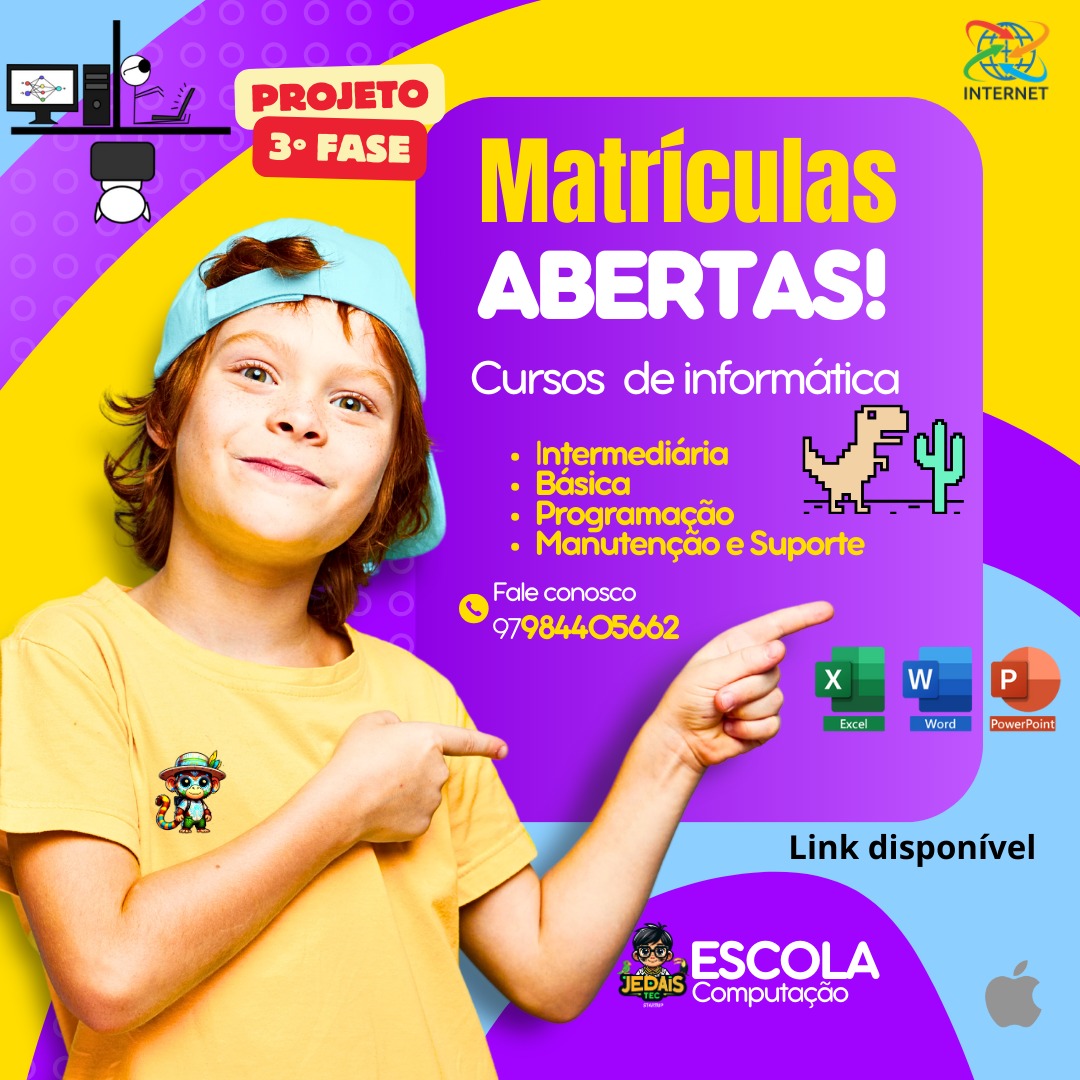 INTERNET
PROJETO
3º FASE
Matrículas
ABERTAS!
Cursos de informática
• Intermediária
• Básica
• Programação
• Manutenção e Suporte
Fale conosco
97984405662
X
W
P
Excel
Word
PowerPoint
Link disponível
JEDAIS
TEC
STARTUP
ESCOLA
Computação